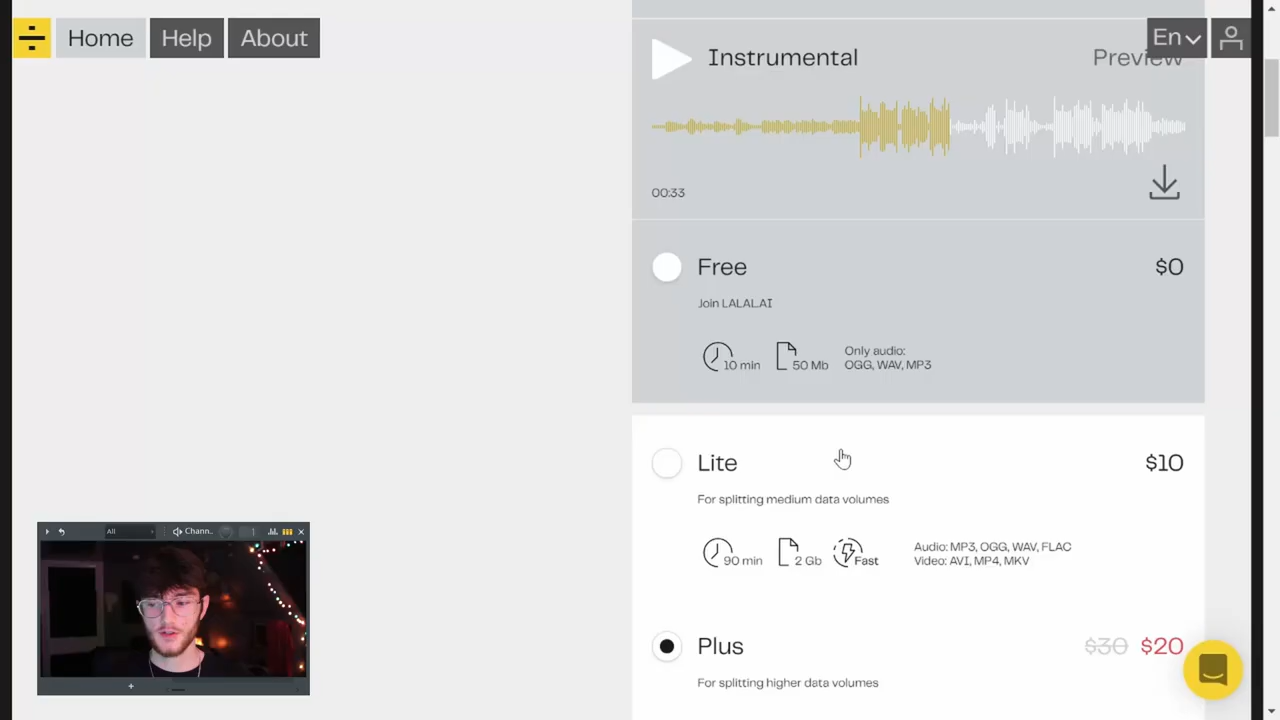 Home Help About
En
Instrumental
Preview
00:33
Free
$0
Join LALAL.AI
10 min
50 Mb
Only audio:
OGG, WAV, MP3
Lite
$10
For splitting medium data volumes
90 min
2 Gb
Fast
Audio: MP3, OGG, WAV, FLAC
Video: AVI, MP4, MKV
Plus
$30 $20
For splitting higher data volumes
All
Chann..